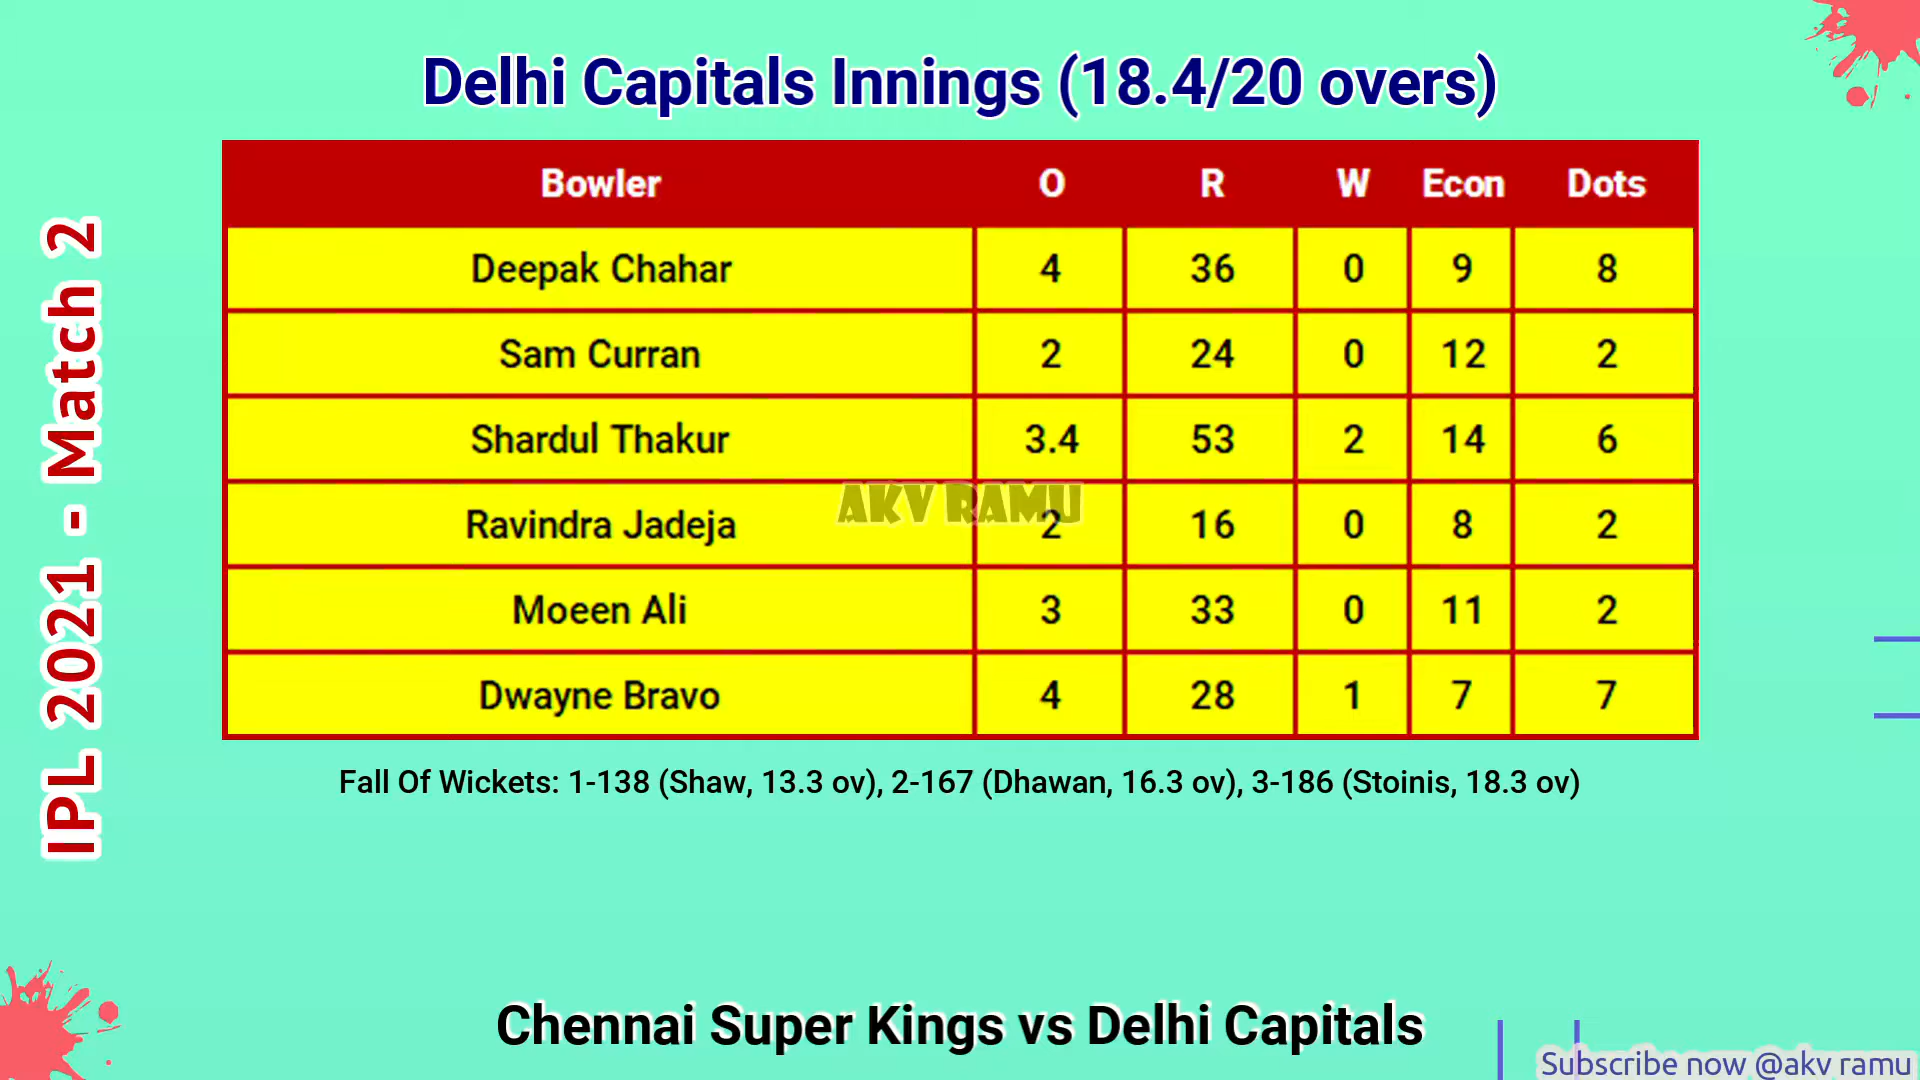 Delhi Capitals Innings (18.4/20 overs)
IPL 2021 - Match 2
Bowler O R W Econ Dots
Deepak Chahar 4 36 0 9 8
Sam Curran 2 24 0 12 2
Shardul Thakur 3.4 53 2 14 6
AKV RAMU
Ravindra Jadeja 2 16 0 8 2
Moeen Ali 3 33 0 11 2
Dwayne Bravo 4 28 1 7 7
Fall Of Wickets: 1-138 (Shaw, 13.3 ov), 2-167 (Dhawan, 16.3 ov), 3-186 (Stoinis, 18.3 ov)
Chennai Super Kings vs Delhi Capitals
Subscribe now @akv ramu